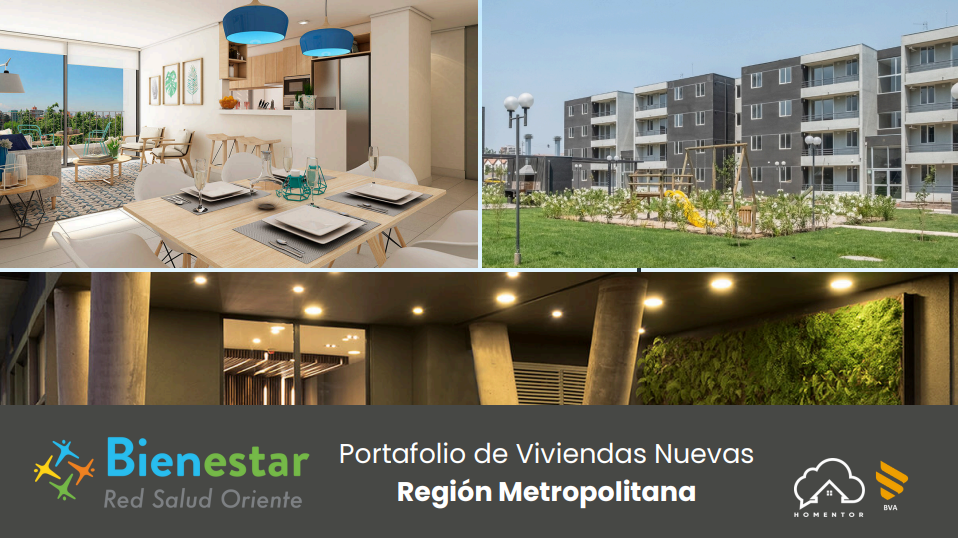 Bienestar
Red Salud Oriente
Portafolio de Viviendas Nuevas
Región Metropolitana
HOMENTOR
BVA